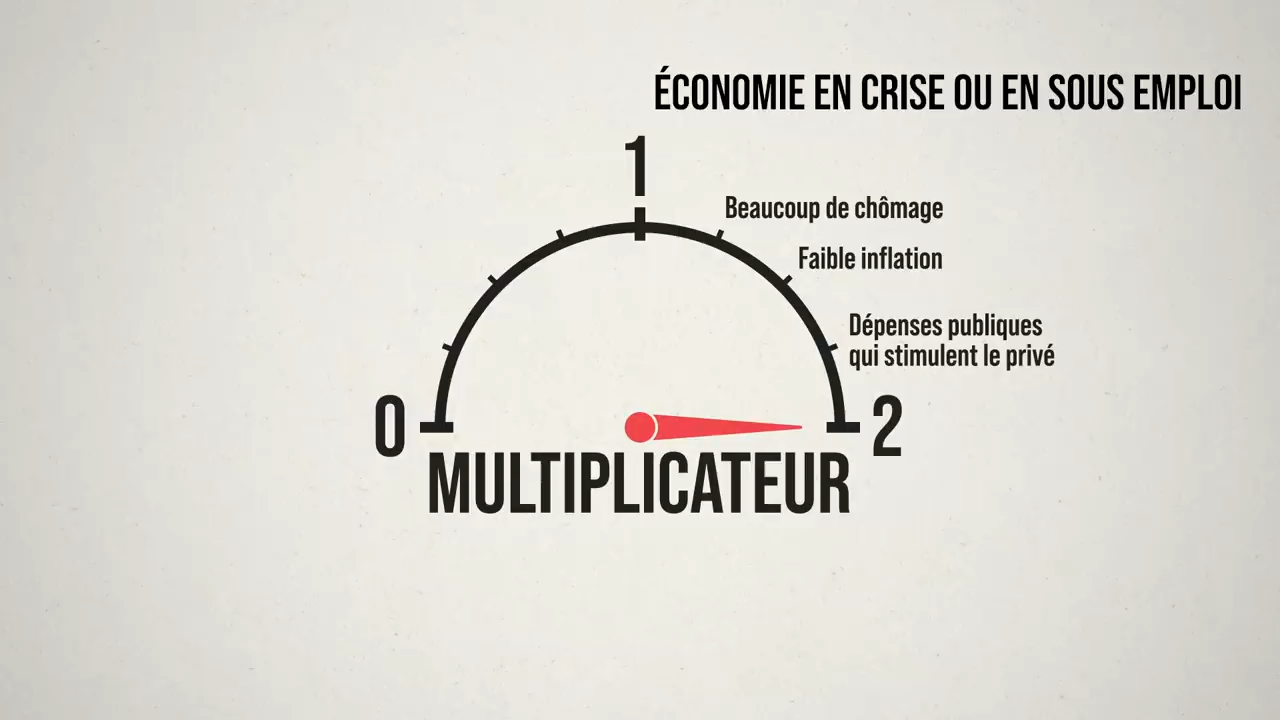 ÉCONOMIE EN CRISE OU EN SOUS EMPLOI
1
Beaucoup de chômage
Faible inflation
Dépenses publiques
qui stimulent le privé
0
2
MULTIPLICATEUR